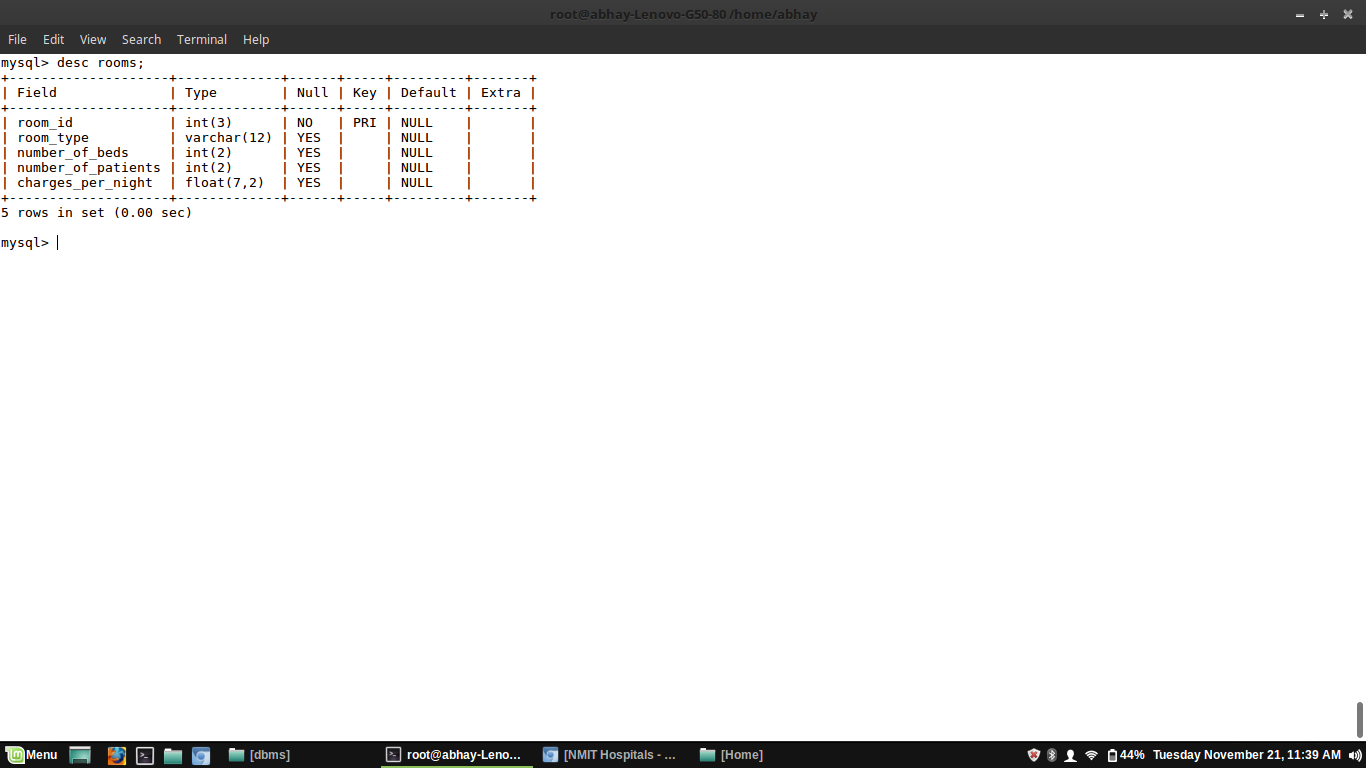 root@abhay-Lenovo-G50-80 /home/abhay
File Edit View Search Terminal Help
mysql> desc rooms;
+--------------------+-------------+------+-----+---------+-------+
| Field              | Type        | Null | Key | Default | Extra |
+--------------------+-------------+------+-----+---------+-------+
| room_id            | int(3)      | NO   | PRI | NULL    |       |
| room_type          | varchar(12) | YES  |     | NULL    |       |
| number_of_beds     | int(2)      | YES  |     | NULL    |       |
| number_of_patients | int(2)      | YES  |     | NULL    |       |
| charges_per_night  | float(7,2)  | YES  |     | NULL    |       |
+--------------------+-------------+------+-----+---------+-------+
5 rows in set (0.00 sec)
mysql>
Menu [dbms] root@abhay-Leno... [NMIT Hospitals - ... [Home] 44% Tuesday November 21, 11:39 AM